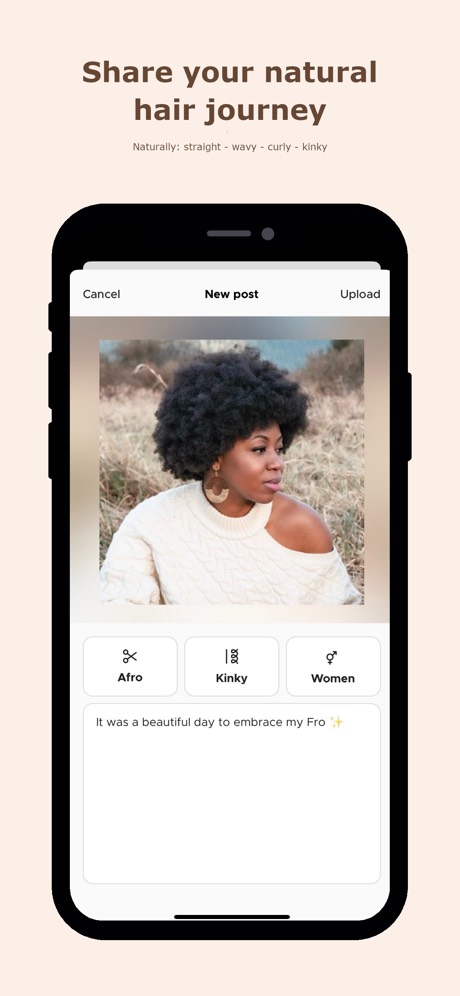 Share your natural
hair journey
Naturally: straight - wavy - curly - kinky
Cancel New post Upload
Afro Kinky Women
It was a beautiful day to embrace my Fro ✨